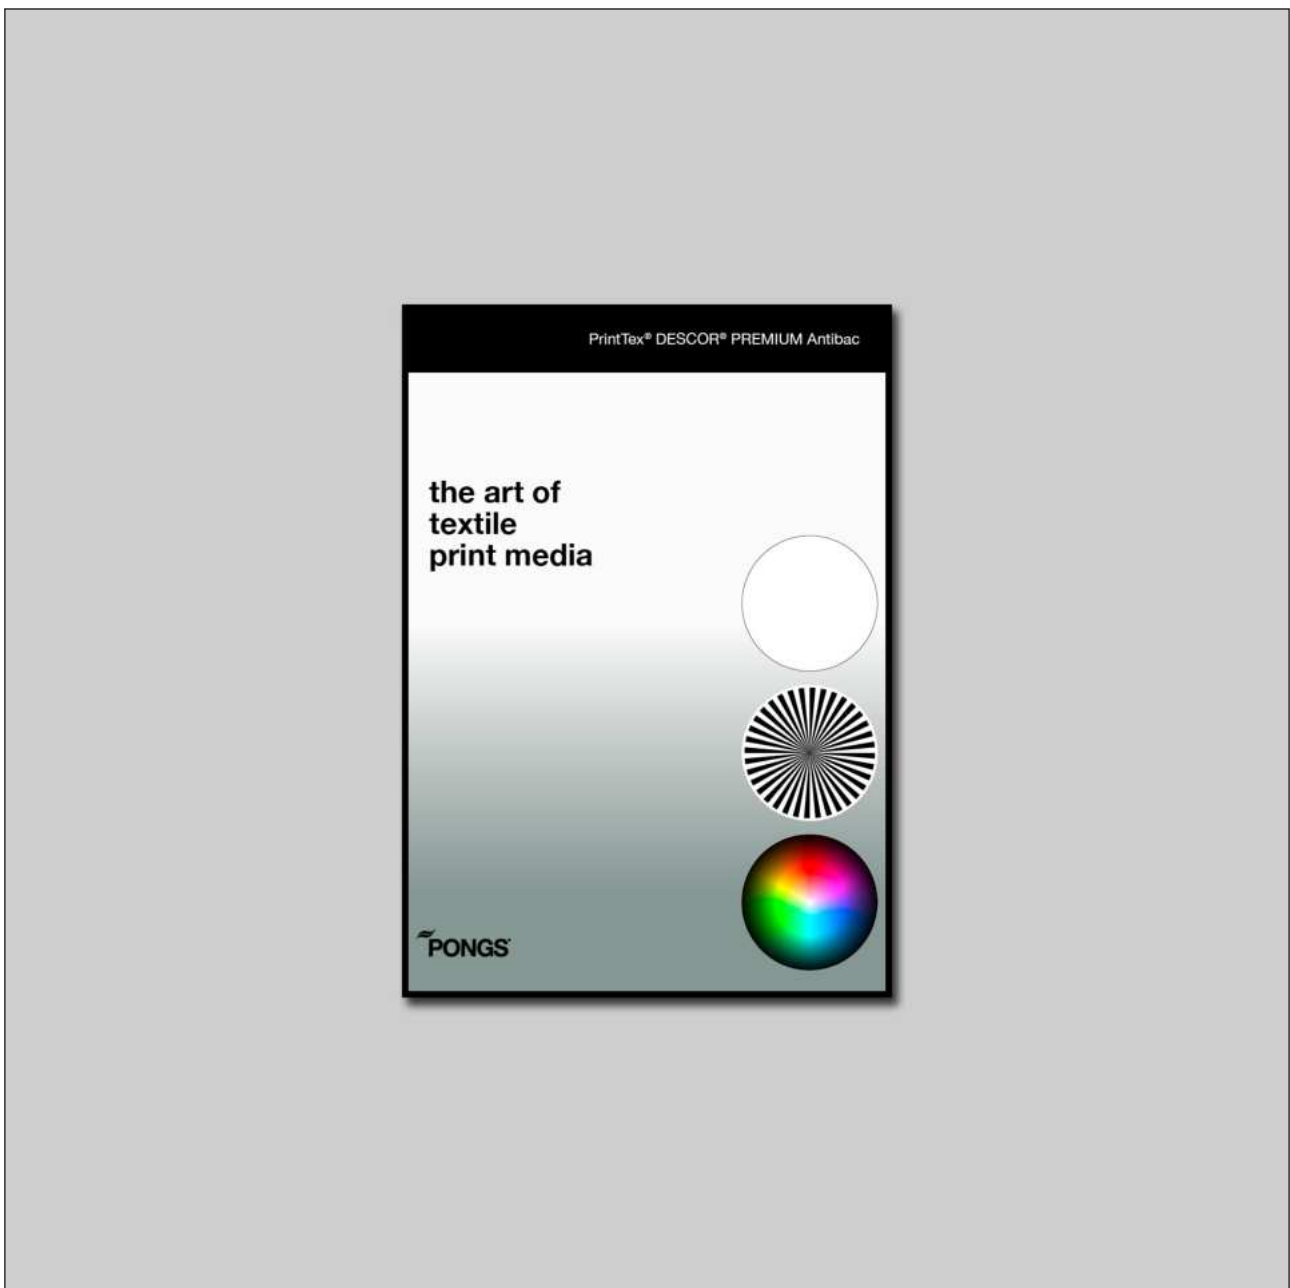 PrintTex® DESCOR® PREMIUM Antibac
the art of
textile
print media
PONGS®